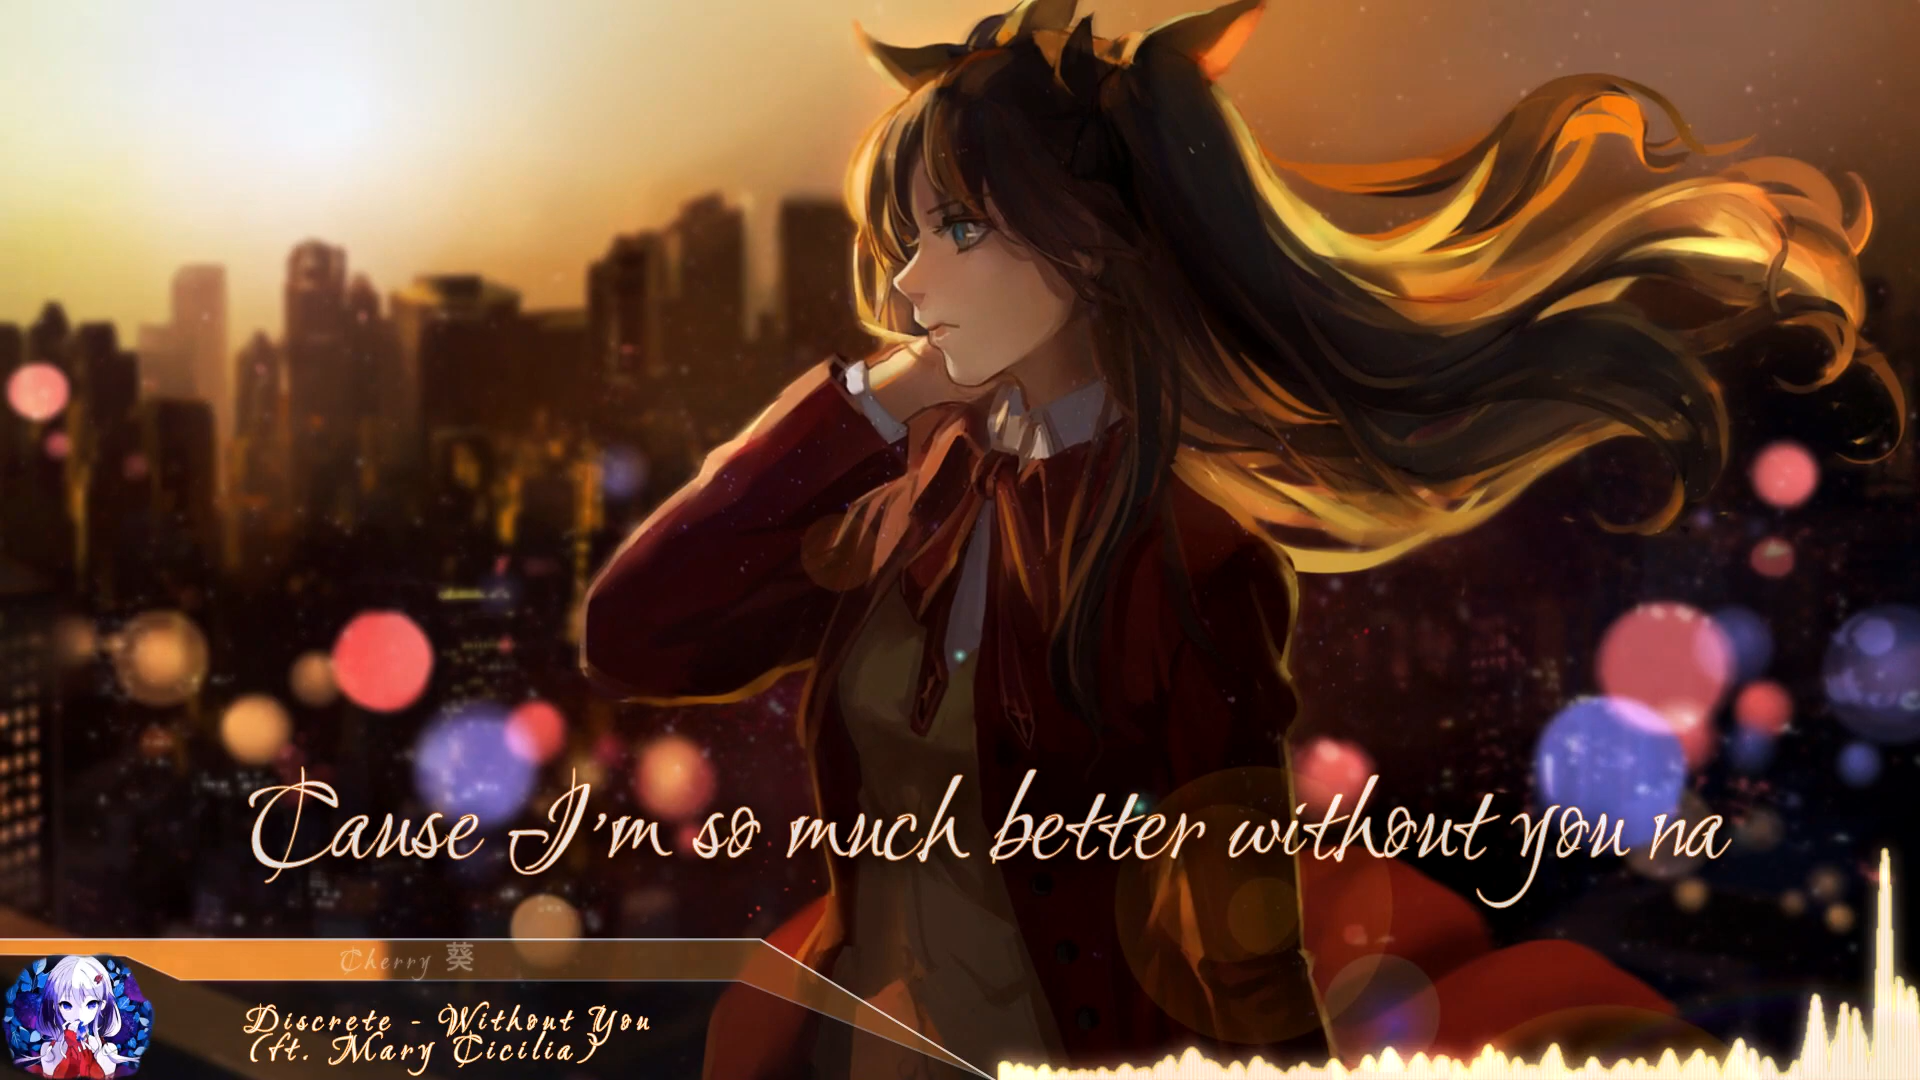 Cause I'm so much better without you na
Cherry 葵
Discrete - Without You
(ft. Mary Cicilia)